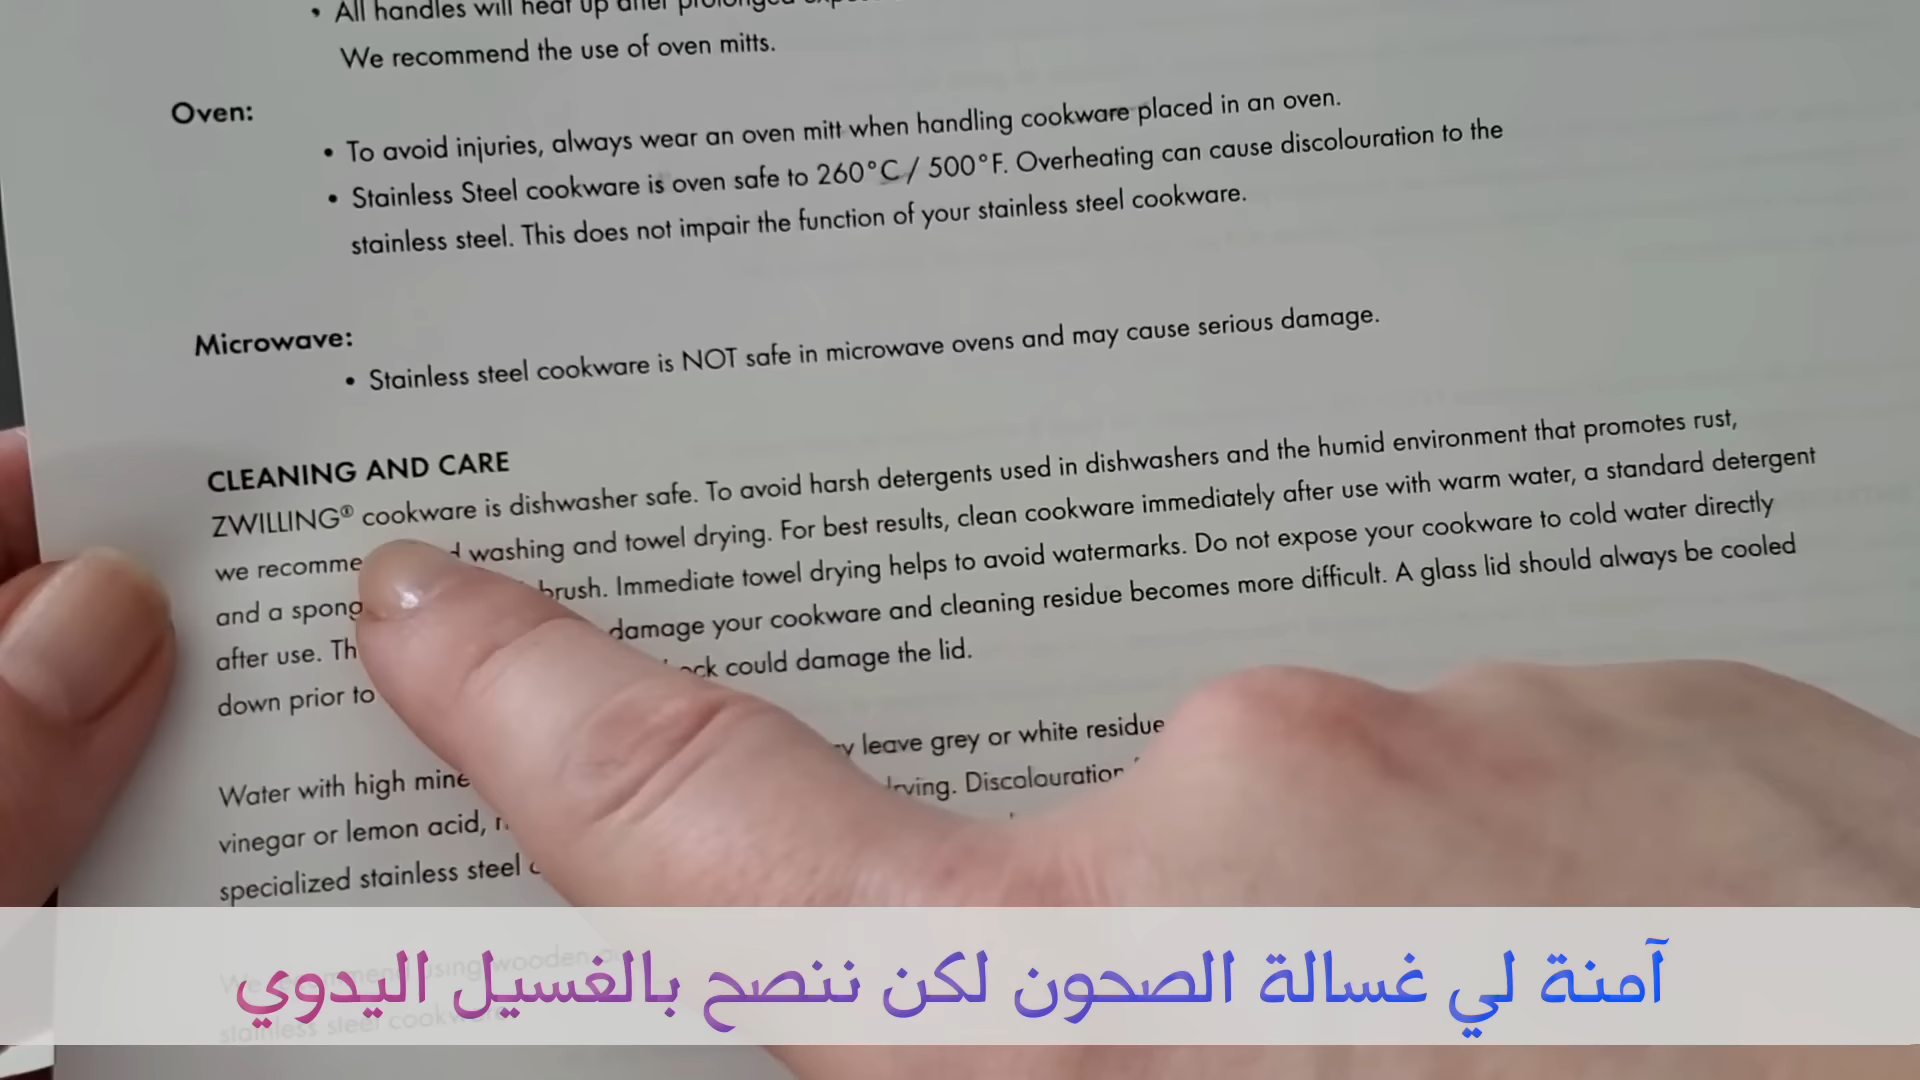 • All handles will heat up after prolonged
We recommend the use of oven mitts.
Oven:
• To avoid injuries, always wear an oven mitt when handling cookware placed in an oven.
• Stainless Steel cookware is oven safe to 260°C / 500°F. Overheating can cause discolouration to the
stainless steel. This does not impair the function of your stainless steel cookware.
Microwave:
• Stainless steel cookware is NOT safe in microwave ovens and may cause serious damage.
CLEANING AND CARE
ZWILLING® cookware is dishwasher safe. To avoid harsh detergents used in dishwashers and the humid environment that promotes rust,
we washing and towel drying. For best results, clean cookware immediately after use with warm water, a standard detergent
and a brush. Immediate towel drying helps to avoid watermarks. Do not expose your cookware to cold water directly
after use. damage your cookware and cleaning residue becomes more difficult. A glass lid should always be cooled
down prior to could damage the lid.
Water with high leave grey or white residue
vinegar or lemon acid, Discolouration
specialized stainless steel
We recommend using wooden
stainless steel
آمنة لي غسالة الصحون لكن ننصح بالغسيل اليدوي